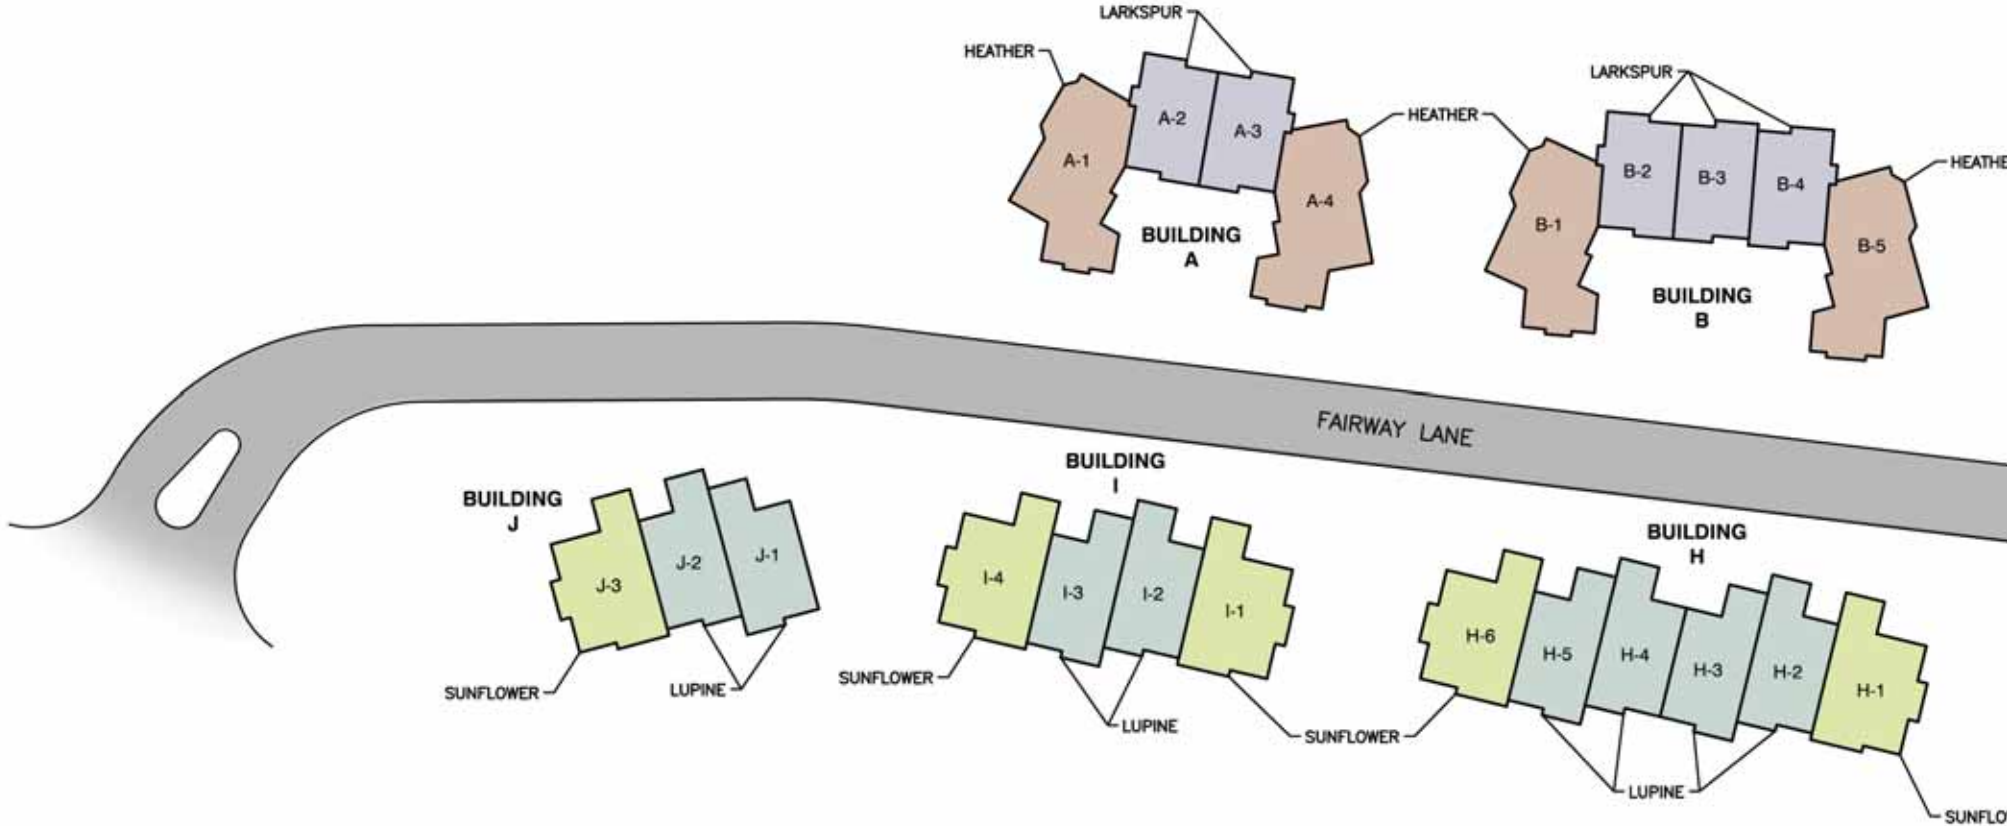 LARKSPUR
HEATHER
LARKSPUR
A-2
A-3
HEATHER
A-1
HEATHE
B-2
B-3
B-4
A-4
B-1
BUILDING
A
B-5
BUILDING
B
FAIRWAY LANE
BUILDING
I
BUILDING
J
BUILDING
H
J-3
J-2
J-1
I-4
I-3
I-2
I-1
H-6
H-5
H-4
H-3
H-2
H-1
SUNFLOWER
LUPINE
SUNFLOWER
LUPINE
SUNFLOWER
LUPINE
SUNFLO